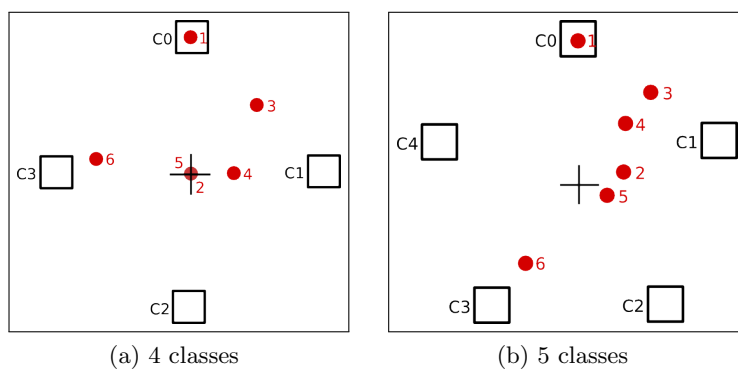 C0 1
3
C3 6 5 2 4 C1
C2
(a) 4 classes
C0 1
3
4
C4 C1
2
5
6
C3 C2
(b) 5 classes